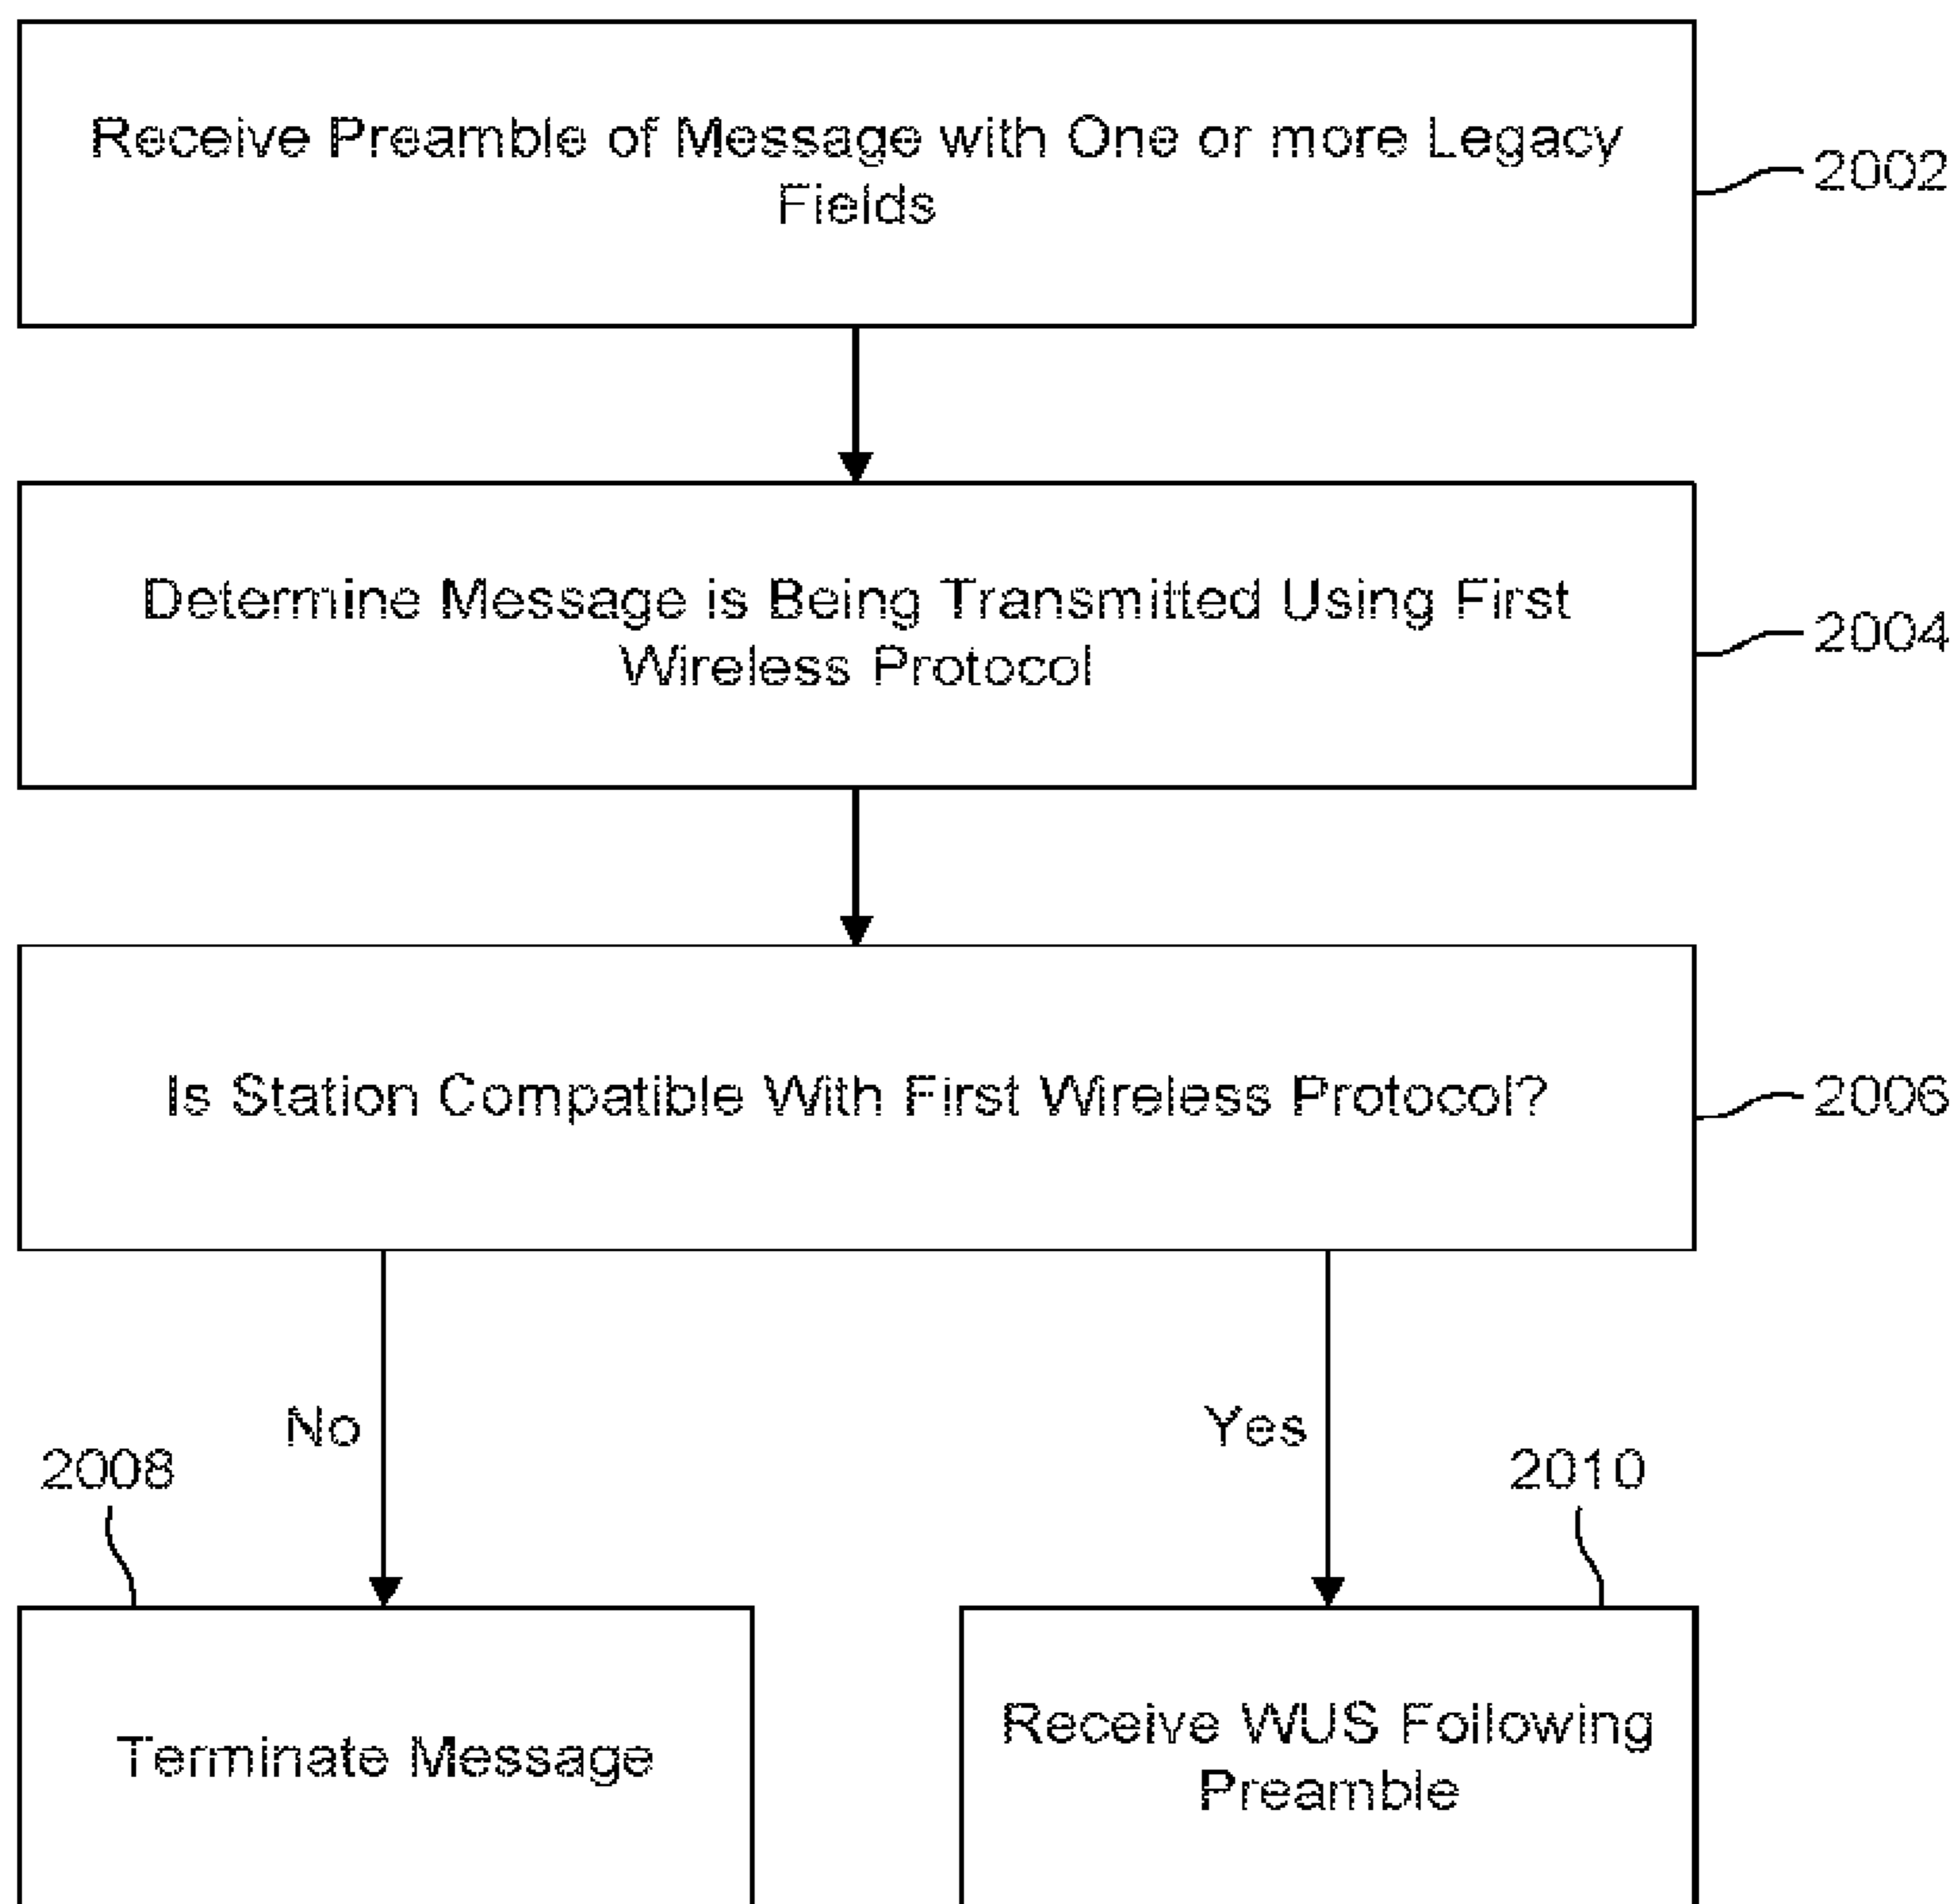 Receive Preamble of Message with One or more Legacy
Fields
2002
Determine Message is Being Transmitted Using First
Wireless Protocol
2004
Is Station Compatible With First Wireless Protocol?
2006
No
Yes
2008
2010
Terminate Message
Receive WUS Following
Preamble